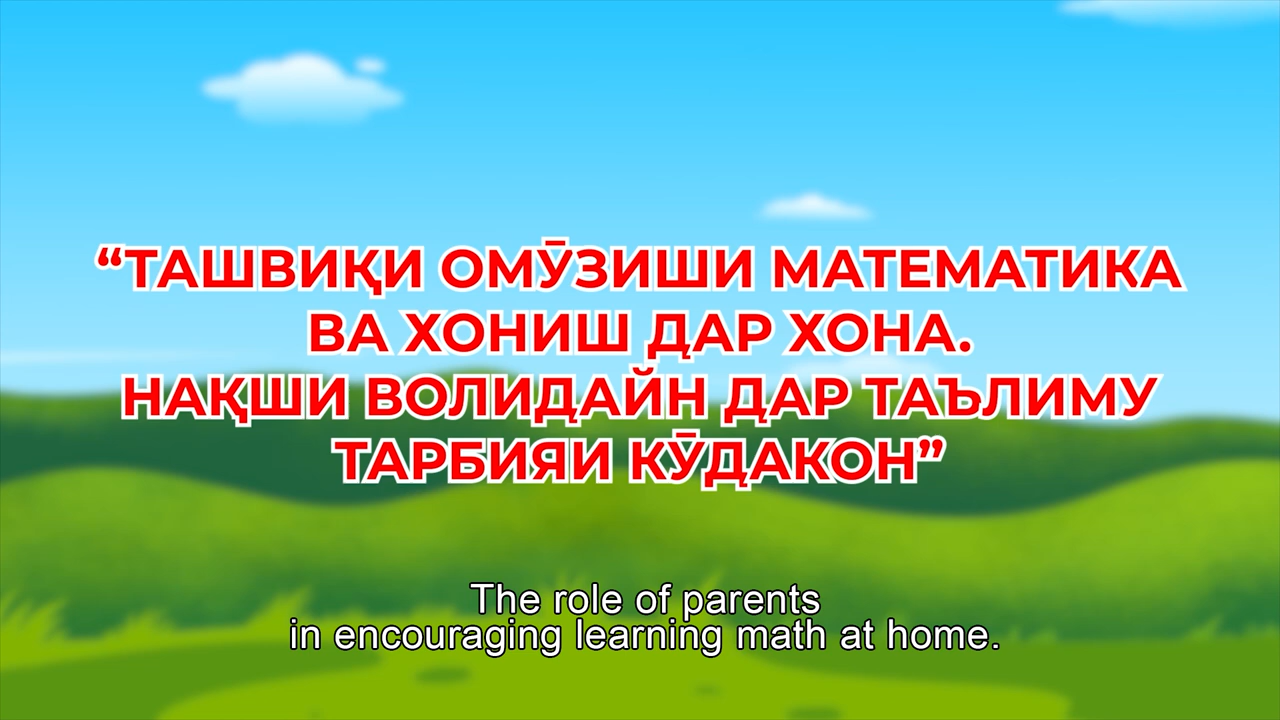 “ТАШВИҚИ ОМӮЗИШИ МАТЕМАТИКА
ВА ХОНИШ ДАР ХОНА.
НАҚШИ ВОЛИДАЙН ДАР ТАЪЛИМУ
ТАРБИЯИ КӮДАКОН”
The role of parents
in encouraging learning math at home.